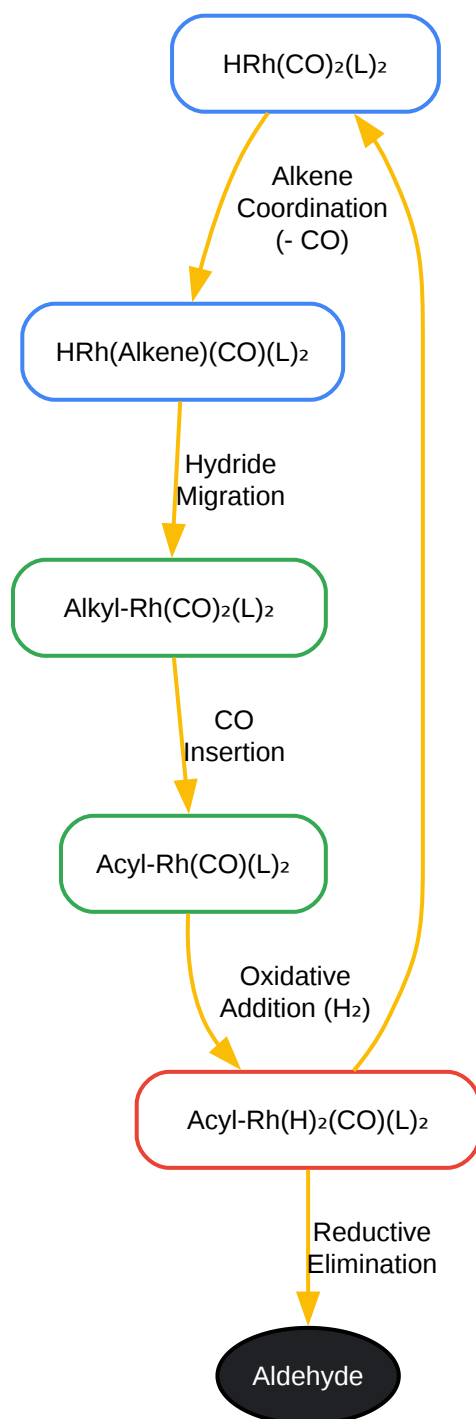 HRh(CO)₂(L)₂
Alkene
Coordination
(- CO)
HRh(Alkene)(CO)(L)₂
Hydride
Migration
Alkyl-Rh(CO)₂(L)₂
CO
Insertion
Acyl-Rh(CO)(L)₂
Oxidative
Addition (H₂)
Acyl-Rh(H)₂(CO)(L)₂
Reductive
Elimination
Aldehyde